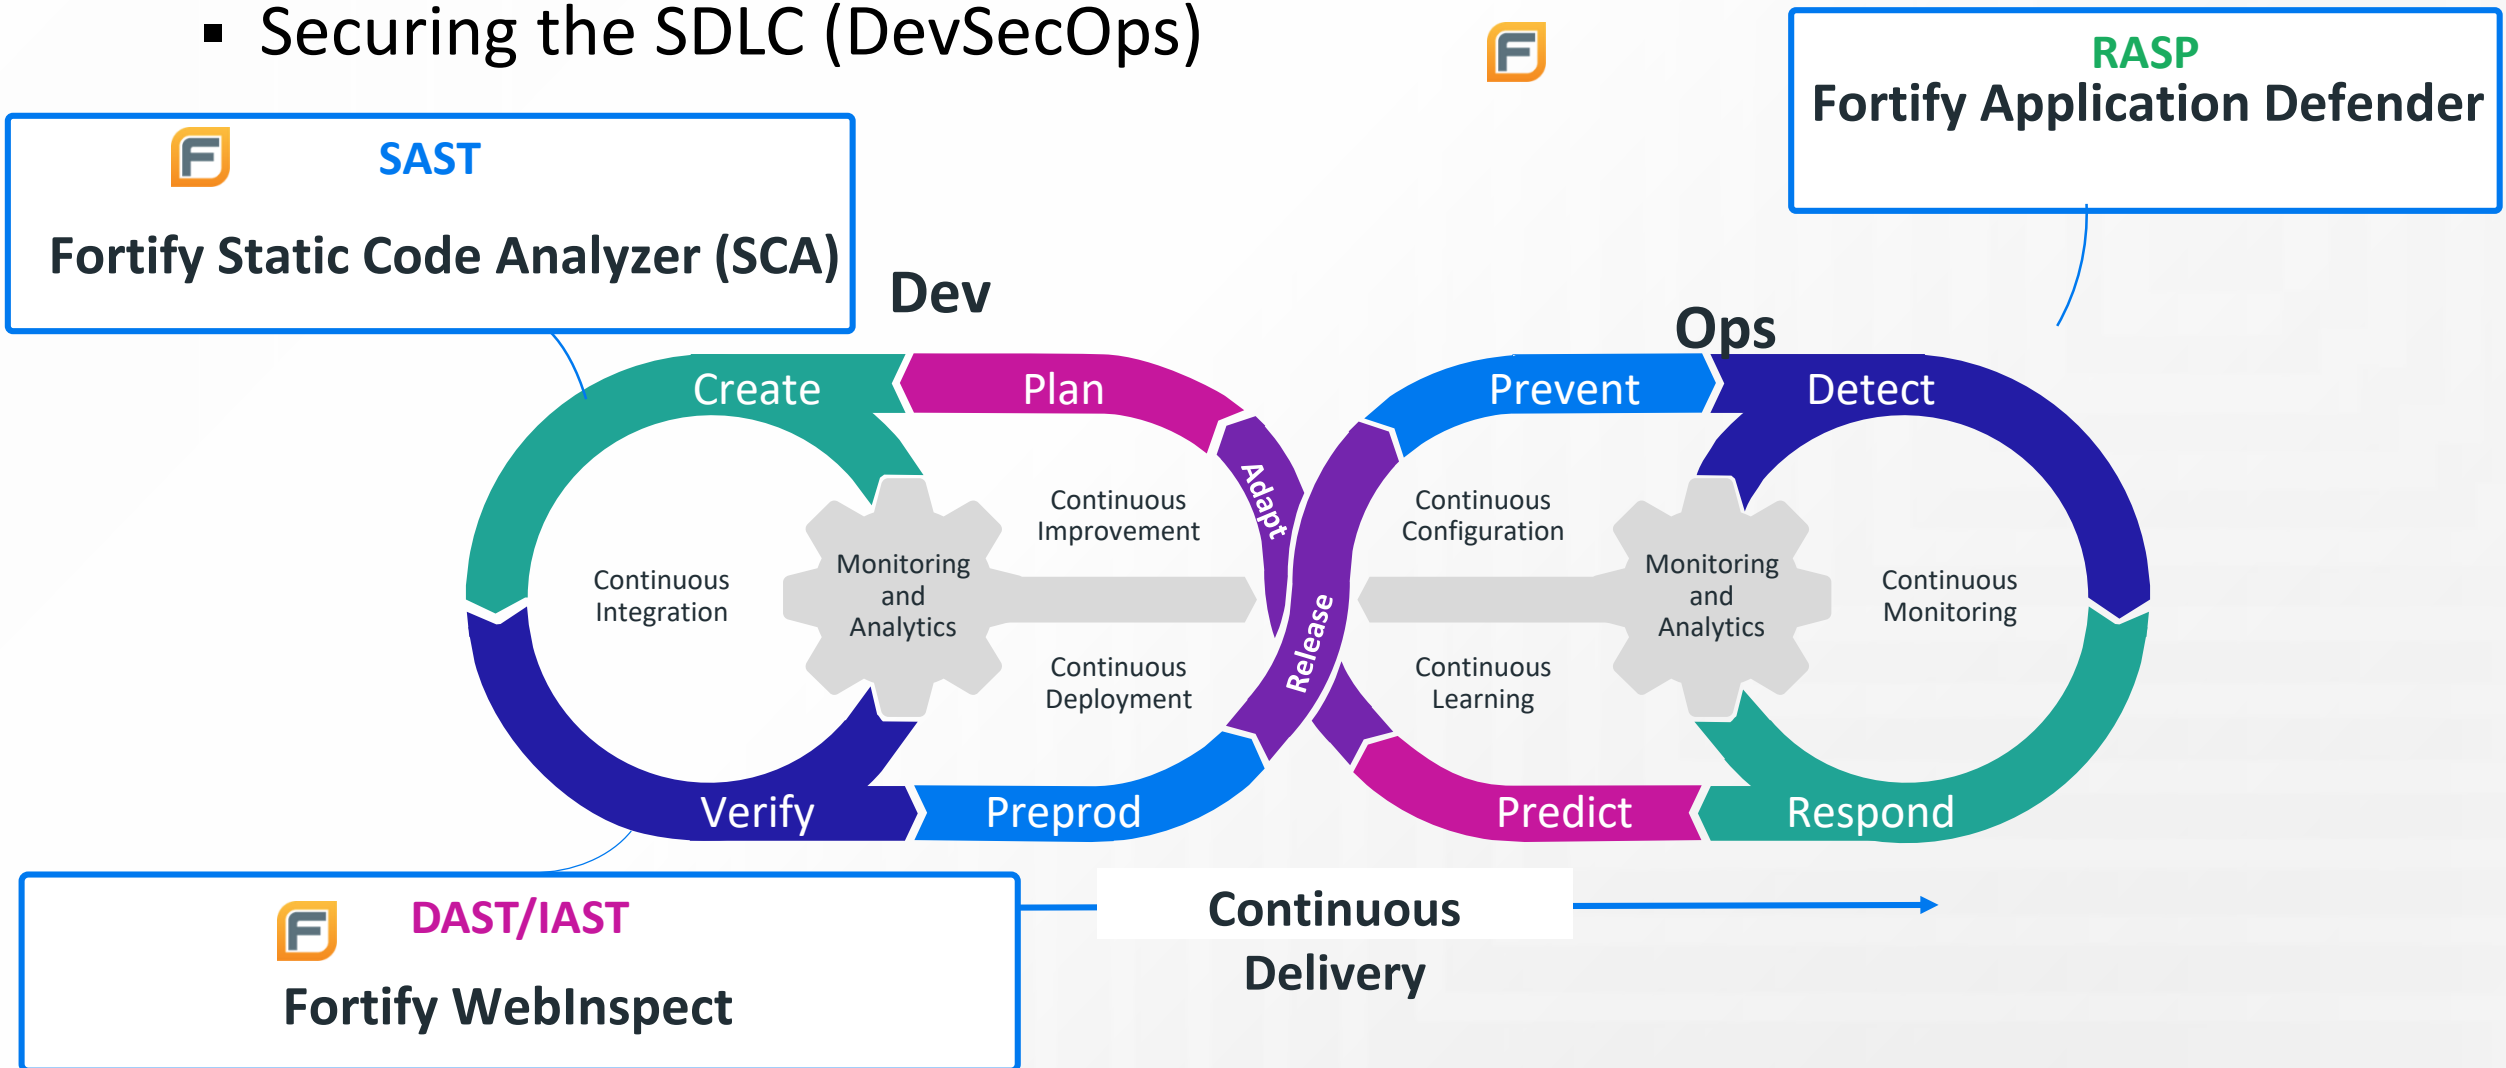 ▪ Securing the SDLC (DevSecOps)
RASP
Fortify Application Defender
SAST
Fortify Static Code Analyzer (SCA)
Dev
Ops
Create
Plan
Prevent
Detect
Adapt
Continuous
Improvement
Continuous
Configuration
Monitoring
and
Analytics
Continuous
Integration
Monitoring
and
Analytics
Continuous
Monitoring
Release
Continuous
Deployment
Continuous
Learning
Verify
Preprod
Predict
Respond
DAST/IAST
Fortify WebInspect
Continuous
Delivery
F
F
F